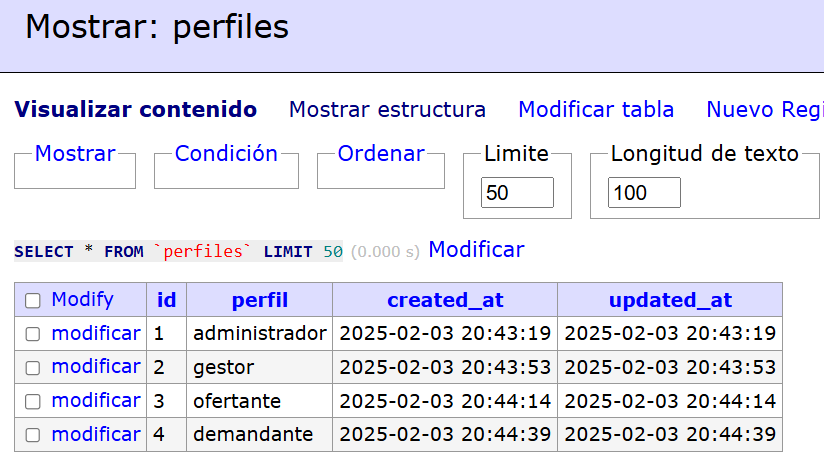 Mostrar: perfiles
Visualizar contenido Mostrar estructura Modificar tabla Nuevo Regi
Mostrar Condición Ordenar Limite Longitud de texto
50 100
SELECT * FROM `perfiles` LIMIT 50 (0.000 s) Modificar
Modify id perfil created_at updated_at
modificar 1 administrador 2025-02-03 20:43:19 2025-02-03 20:43:19
modificar 2 gestor 2025-02-03 20:43:53 2025-02-03 20:43:53
modificar 3 ofertante 2025-02-03 20:44:14 2025-02-03 20:44:14
modificar 4 demandante 2025-02-03 20:44:39 2025-02-03 20:44:39